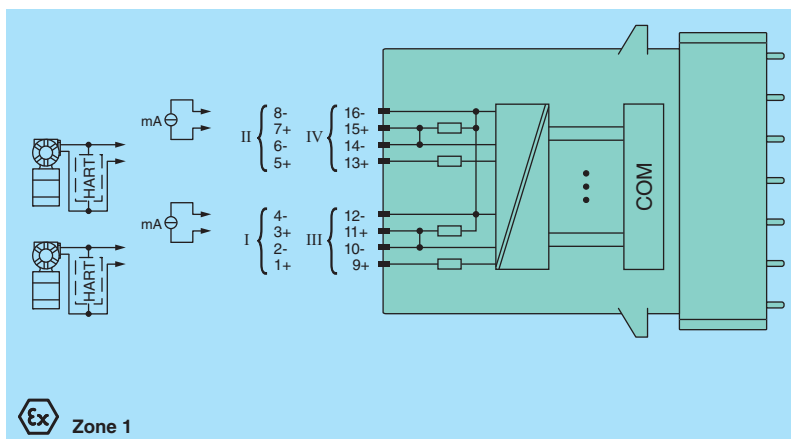 mA
II
8-
7+
6-
5+
IV
16-
15+
14-
13+
HART
mA
I
4-
3+
2-
1+
III
12-
11+
10-
9+
HART
COM
Ex Zone 1